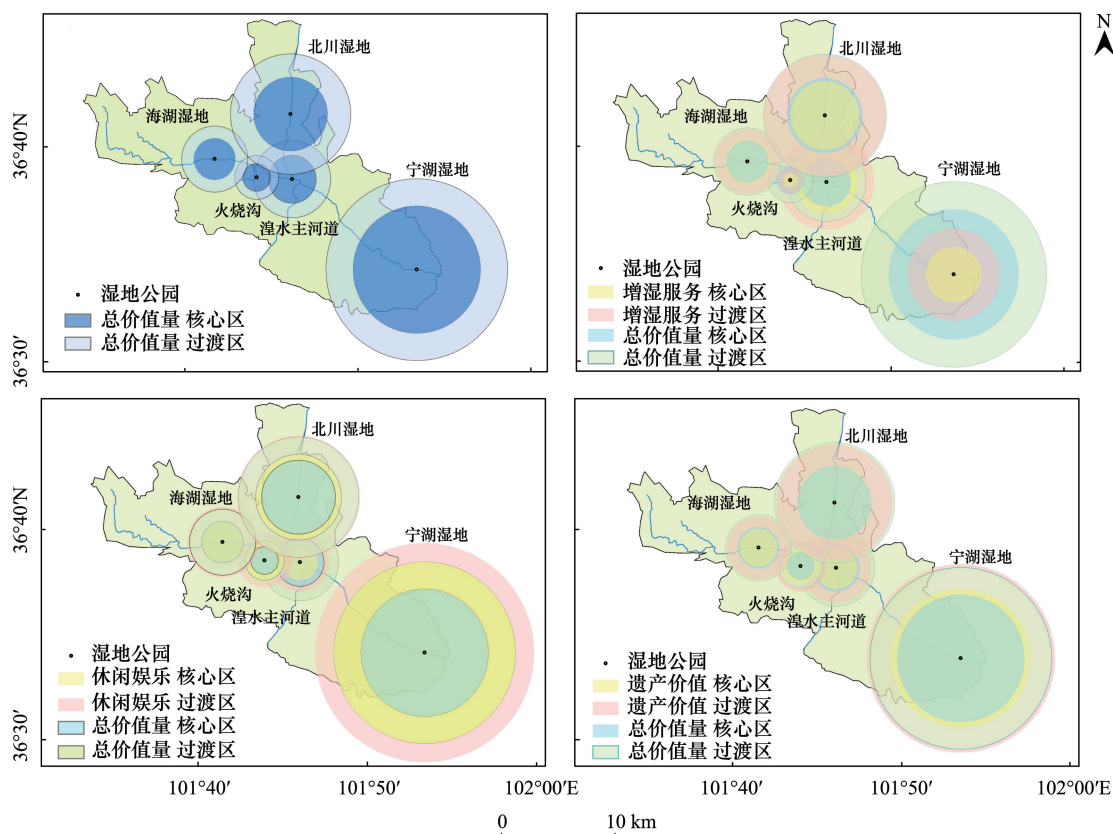 N
北川湿地
海湖湿地
宁湖湿地
火烧沟
湟水主河道
湿地公园
总价值量 核心区
总价值量 过渡区
36°40′N
36°30′
北川湿地
海湖湿地
宁湖湿地
火烧沟
湟水主河道
湿地公园
增湿服务 核心区
增湿服务 过渡区
总价值量 核心区
总价值量 过渡区
北川湿地
海湖湿地
宁湖湿地
火烧沟
湟水主河道
湿地公园
休闲娱乐 核心区
休闲娱乐 过渡区
总价值量 核心区
总价值量 过渡区
36°40′N
36°30′
101°40′
101°50′
102°00′E
北川湿地
海湖湿地
宁湖湿地
火烧沟
湟水主河道
湿地公园
遗产价值 核心区
遗产价值 过渡区
总价值量 核心区
总价值量 过渡区
101°40′
101°50′
102°00′E
0 10 km